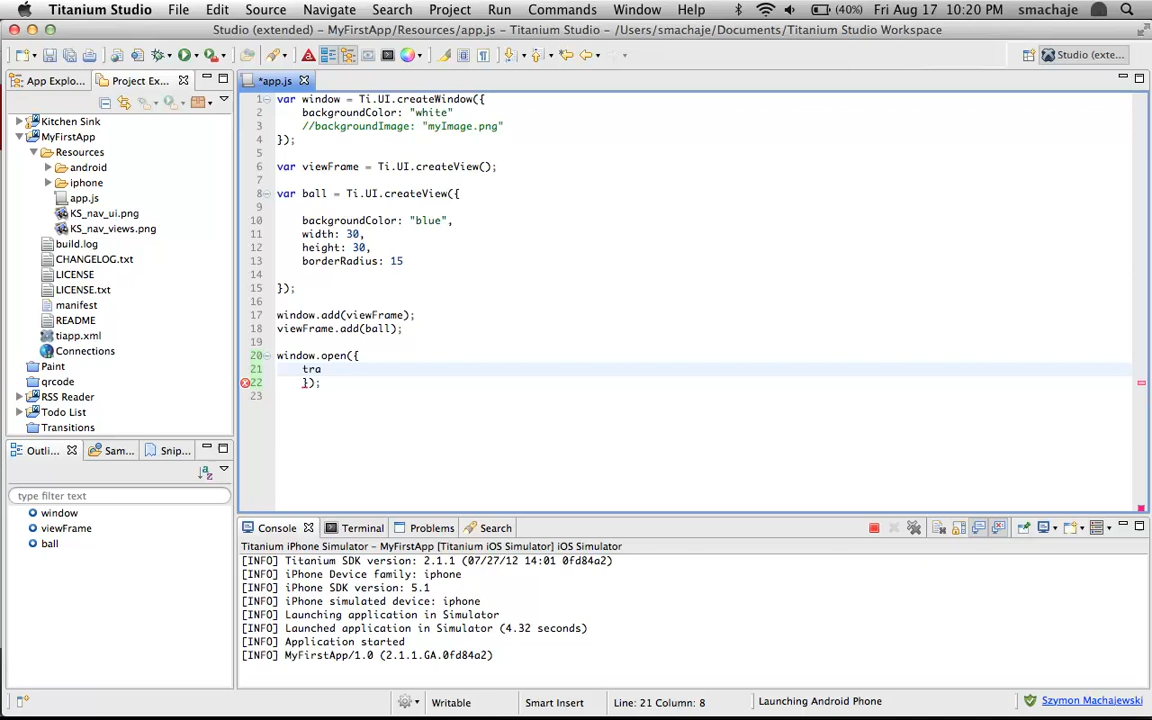 Titanium Studio File Edit Source Navigate Search Project Run Commands Window Help (40%) Fri Aug 17 10:20 PM smachaje
Studio (extended) - MyFirstApp/Resources/app.js - Titanium Studio - /Users/smachaje/Documents/Titanium Studio Workspace
Studio (exte...
App Explo... Project Ex... *app.js
Kitchen Sink
MyFirstApp
Resources
android
iphone
app.js
KS_nav_ui.png
KS_nav_views.png
build.log
CHANGELOG.txt
LICENSE
LICENSE.txt
manifest
README
tiapp.xml
Connections
Paint
qrcode
RSS Reader
Todo List
Transitions
1 var window = Ti.UI.createWindow({
2 backgroundColor: "white"
3 //backgroundImage: "myImage.png"
4 });
5
6 var viewFrame = Ti.UI.createView();
7
8 var ball = Ti.UI.createView({
9
10 backgroundColor: "blue",
11 width: 30,
12 height: 30,
13 borderRadius: 15
14
15 });
16
17 window.add(viewFrame);
18 viewFrame.add(ball);
19
20 window.open({
21 tra
22 });
23
Outli... Sam... Snip...
type filter text
window
viewFrame
ball
Console Terminal Problems Search
Titanium iPhone Simulator - MyFirstApp [Titanium iOS Simulator] iOS Simulator
[INFO] Titanium SDK version: 2.1.1 (07/27/12 14:01 0fd84a2)
[INFO] iPhone Device family: iphone
[INFO] iPhone SDK version: 5.1
[INFO] iPhone simulated device: iphone
[INFO] Launching application in Simulator
[INFO] Launched application in Simulator (4.32 seconds)
[INFO] Application started
[INFO] MyFirstApp/1.0 (2.1.1.GA.0fd84a2)
Writable Smart Insert Line: 21 Column: 8 Launching Android Phone Szymon Machajewski